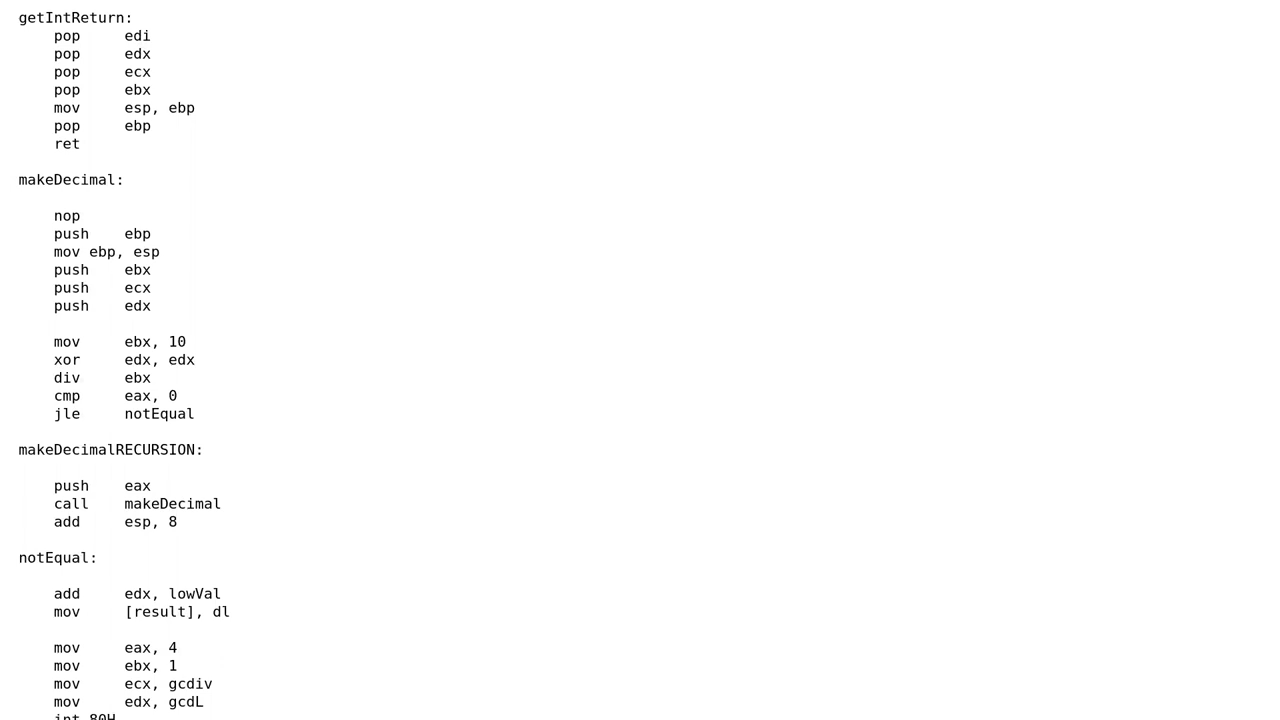 getIntReturn:
    pop     edi
    pop     edx
    pop     ecx
    pop     ebx
    mov     esp, ebp
    pop     ebp
    ret

makeDecimal:

    nop
    push    ebp
    mov ebp, esp
    push    ebx
    push    ecx
    push    edx

    mov     ebx, 10
    xor     edx, edx
    div     ebx
    cmp     eax, 0
    jle     notEqual

makeDecimalRECURSION:

    push    eax
    call    makeDecimal
    add     esp, 8

notEqual:

    add     edx, lowVal
    mov     [result], dl

    mov     eax, 4
    mov     ebx, 1
    mov     ecx, gcdiv
    mov     edx, gcdL
    int 80H